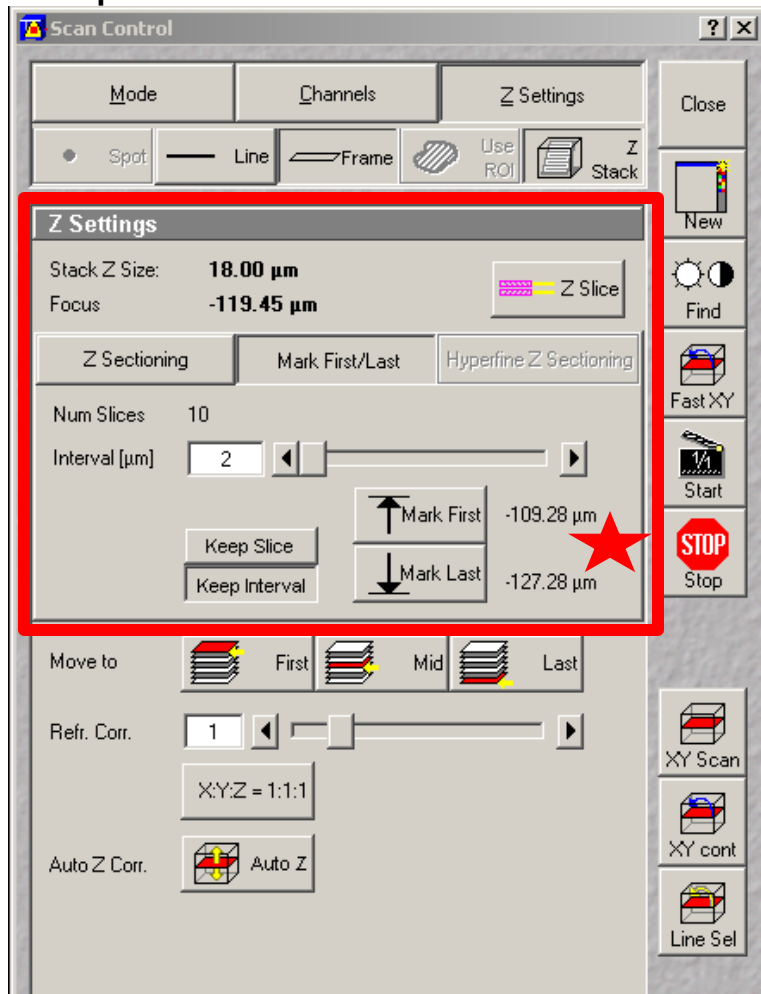 Scan Control ? ×
Mode Channels Z Settings Close
Spot Line Frame Use ROI Z Stack
New
Z Settings
Stack Z Size: 18.00 µm
Focus -119.45 µm
Z Slice
Find
Z Sectioning Mark First/Last Hyperfine Z Sectioning
Fast XY
Num Slices 10
Interval [µm] 2
1/1
Start
Mark First -109.28 µm
Keep Slice
STOP
Keep Interval Mark Last -127.28 µm
Stop
Move to First Mid Last
Refr. Corr. 1
XY Scan
X:Y:Z = 1:1:1
Auto Z Corr. Auto Z
XY cont
Line Sel